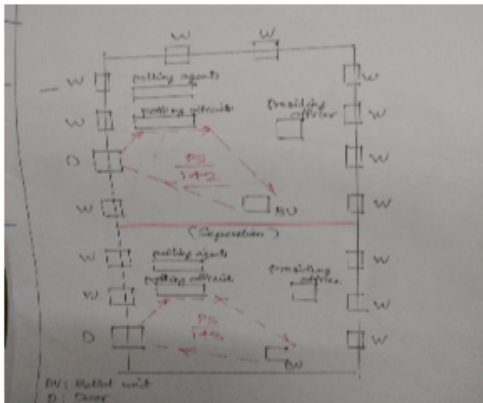 W W
W
polling agents
W
polling officials
presiding officer
W
W
D
PS
142
W
W
BU
W
(Separation)
W
polling agents
W
polling officials
presiding officer
W
W
PS
143
D
W
BU
BU: Ballot unit
D: Door